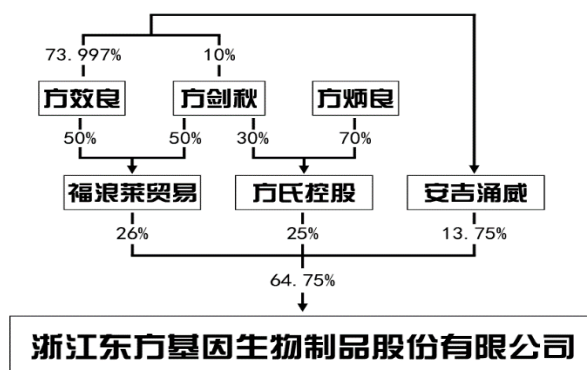 73.997% 10%
方效良 方剑秋 方炳良
50% 50% 30% 70%
福浪莱贸易 方氏控股 安吉涌威
26% 25% 13.75%
64.75%
浙江东方基因生物制品股份有限公司